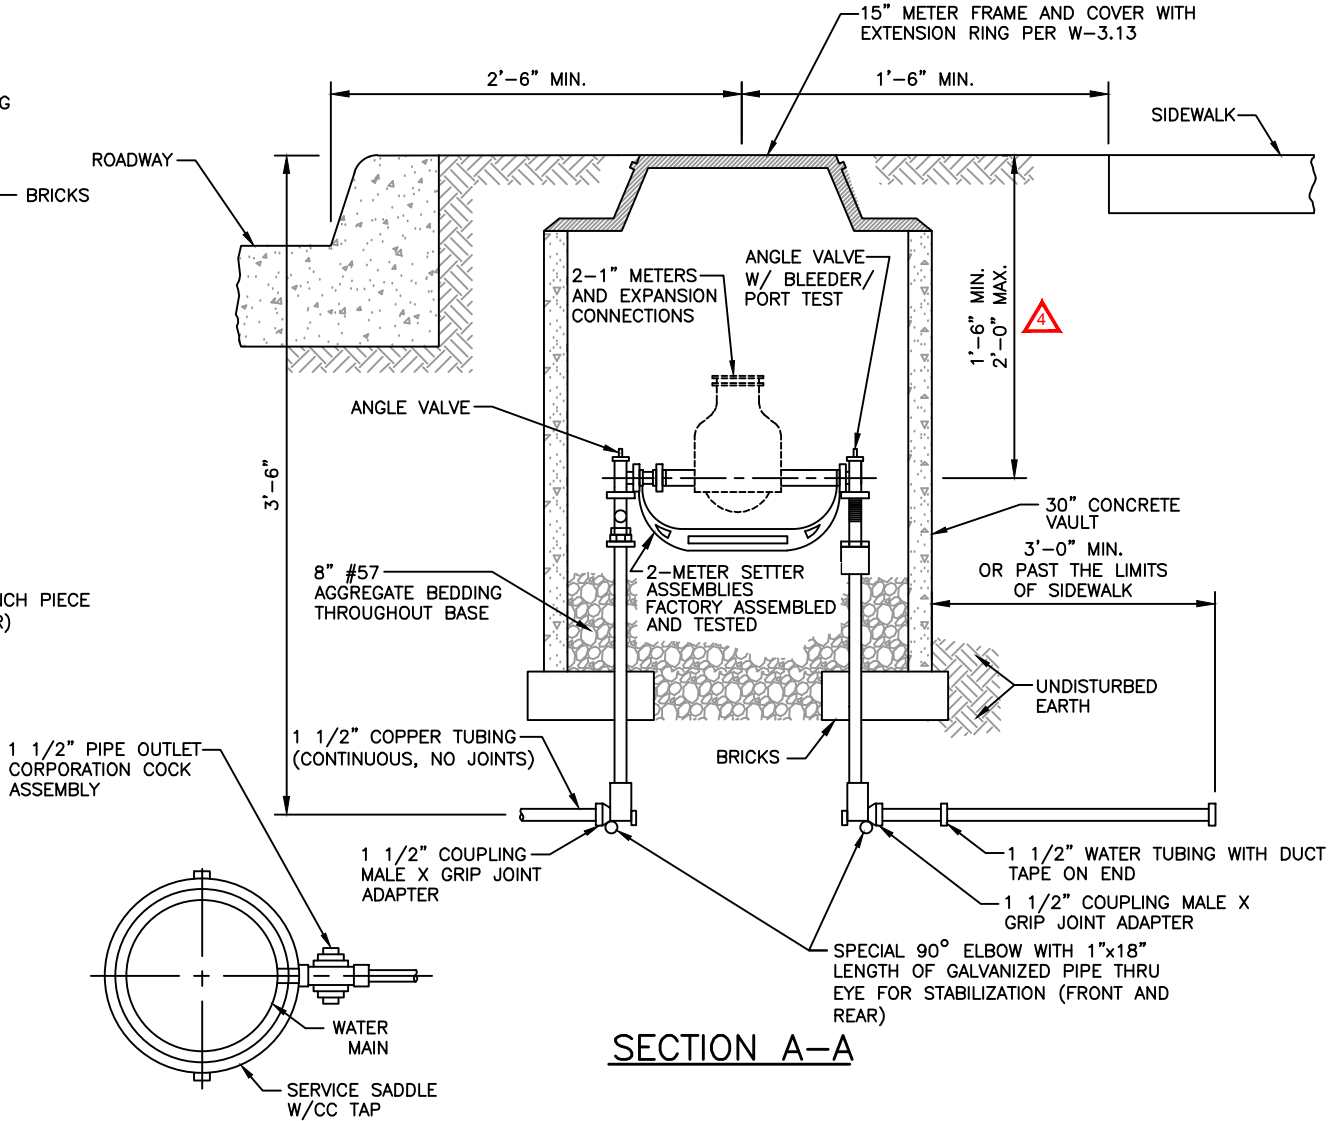 15” METER FRAME AND COVER WITH
EXTENSION RING PER W-3.13
2’-6” MIN.
1’-6” MIN.
G
SIDEWALK
ROADWAY
BRICKS
2-1” METERS
AND EXPANSION
CONNECTIONS
ANGLE VALVE
W/ BLEEDER/
PORT TEST
1’-6” MIN.
2’-0” MAX.
4
ANGLE VALVE
3’-6”
30” CONCRETE
VAULT
3’-0” MIN.
OR PAST THE LIMITS
OF SIDEWALK
8” #57
AGGREGATE BEDDING
THROUGHOUT BASE
2-METER SETTER
ASSEMBLIES
FACTORY ASSEMBLED
AND TESTED
NCH PIECE
R)
UNDISTURBED
EARTH
1 1/2” COPPER TUBING
(CONTINUOUS, NO JOINTS)
BRICKS
1 1/2” PIPE OUTLET
CORPORATION COCK
ASSEMBLY
1 1/2” COUPLING
MALE X GRIP JOINT
ADAPTER
1 1/2” WATER TUBING WITH DUCT
TAPE ON END
1 1/2” COUPLING MALE X
GRIP JOINT ADAPTER
SPECIAL 90° ELBOW WITH 1”x18”
LENGTH OF GALVANIZED PIPE THRU
EYE FOR STABILIZATION (FRONT AND
REAR)
WATER
MAIN
SERVICE SADDLE
W/CC TAP
SECTION A-A